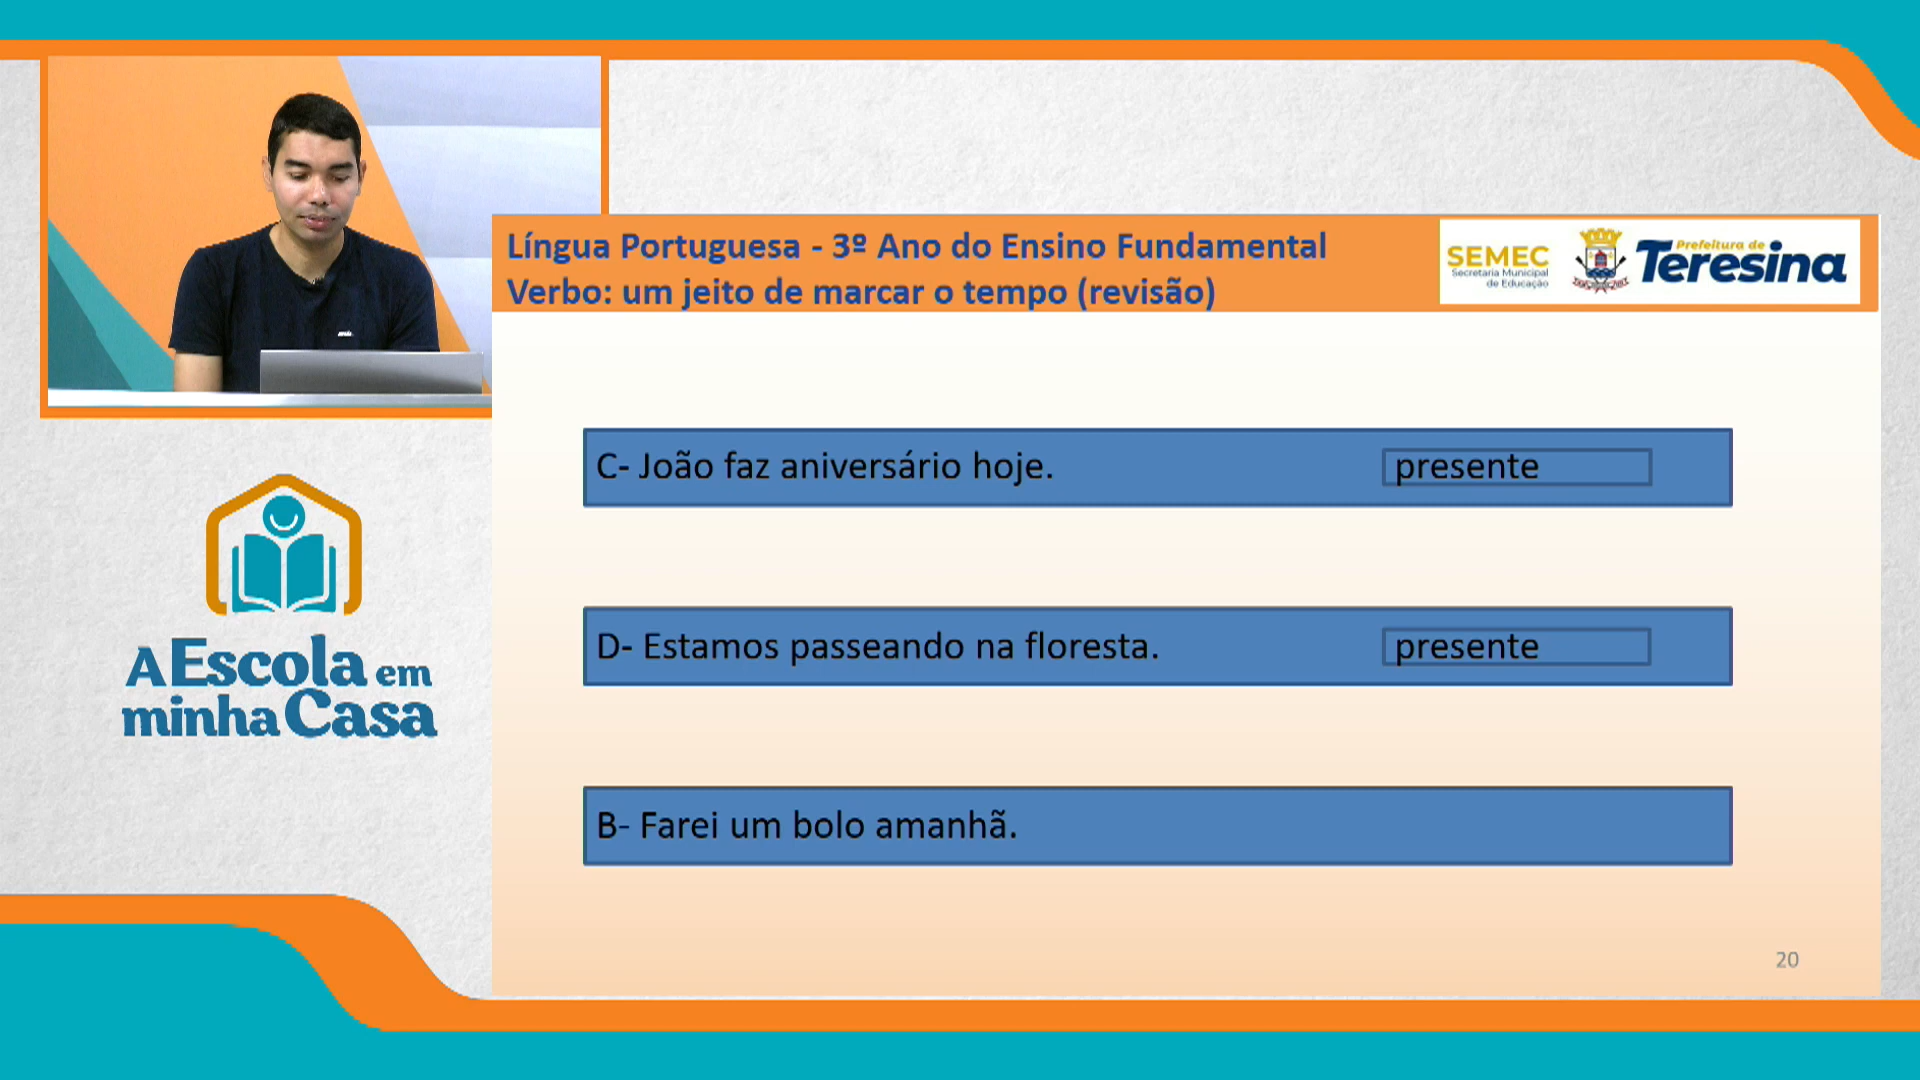 Língua Portuguesa - 3º Ano do Ensino Fundamental
Verbo: um jeito de marcar o tempo (revisão)
SEMEC
Secretaria Municipal
de Educação
Prefeitura de
Teresina
C- João faz aniversário hoje. presente
D- Estamos passeando na floresta. presente
B- Farei um bolo amanhã.
A Escola em
minha Casa
20